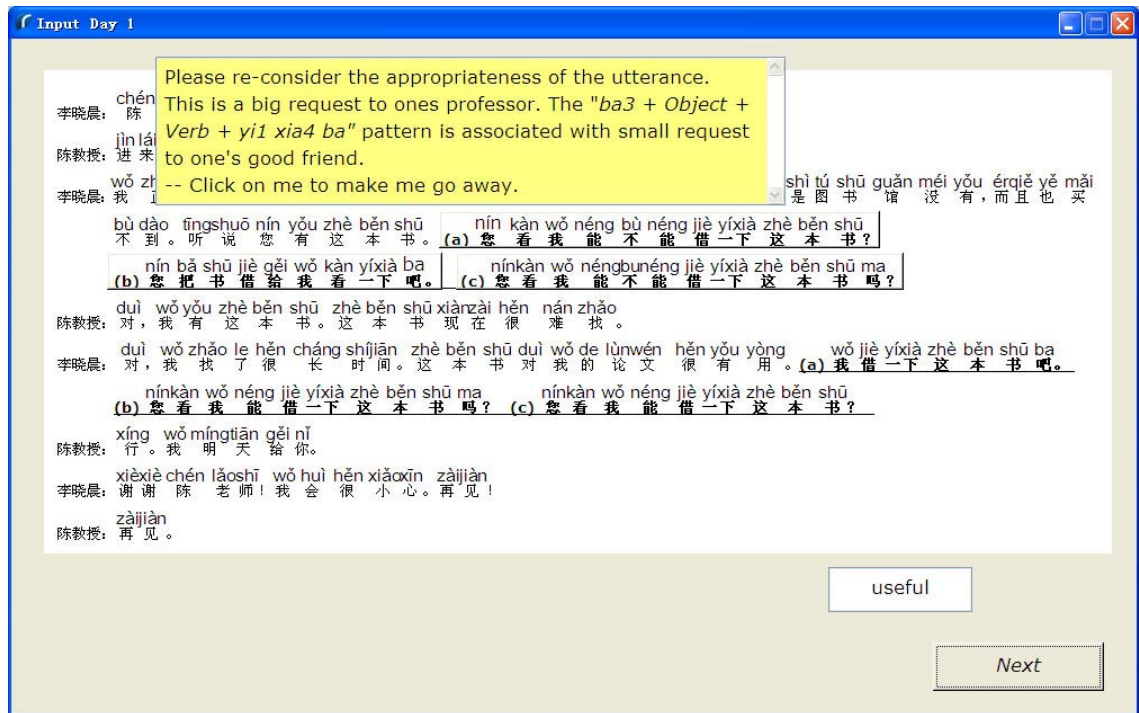 Input Day 1
Please re-consider the appropriateness of the utterance.
This is a big request to ones professor. The "ba3 + Object +
Verb + yi1 xia4 ba" pattern is associated with small request
to one's good friend.
-- Click on me to make me go away.
chén
李晓晨: 陈
jìn lái
陈教授: 进来
wǒ zh shì tú shū guǎn méi yǒu érqiě yě mǎi
李晓晨: 我 是图书馆没有,而且也买
bù dào tīngshuō nín yǒu zhè běn shū nín kàn wǒ néng bù néng jiè yíxià zhè běn shū
不到。听说您有这本书。(a) 您看我能不能借一下这本书?
nín bǎ shū jiè gěi wǒ kàn yíxià ba nínkàn wǒ néngbunéng jiè yíxià zhè běn shū ma
(b) 您把书借给我看一下吧。 (c) 您看我能不能借一下这本书吗?
duì wǒ yǒu zhè běn shū zhè běn shū xiànzài hěn nán zhǎo
陈教授: 对,我有这本书。这本书现在很难找。
duì wǒ zhǎo le hěn cháng shíjiān zhè běn shū duì wǒ de lùnwén hěn yǒu yòng wǒ jiè yíxià zhè běn shū ba
李晓晨: 对,我找了很长时间。这本书对我的论文很有用。(a) 我借一下这本书吧。
nínkàn wǒ néng jiè yíxià zhè běn shū ma nínkàn wǒ néng jiè yíxià zhè běn shū
(b) 您看我能借一下这本书吗? (c) 您看我能借一下这本书?
xíng wǒ míngtiān gěi nǐ
陈教授: 行。我明天给你。
xièxiè chén lǎoshī wǒ huì hěn xiǎoxīn zàijiàn
李晓晨: 谢谢陈老师!我会很小心。再见!
zàijiàn
陈教授: 再见。
useful
Next